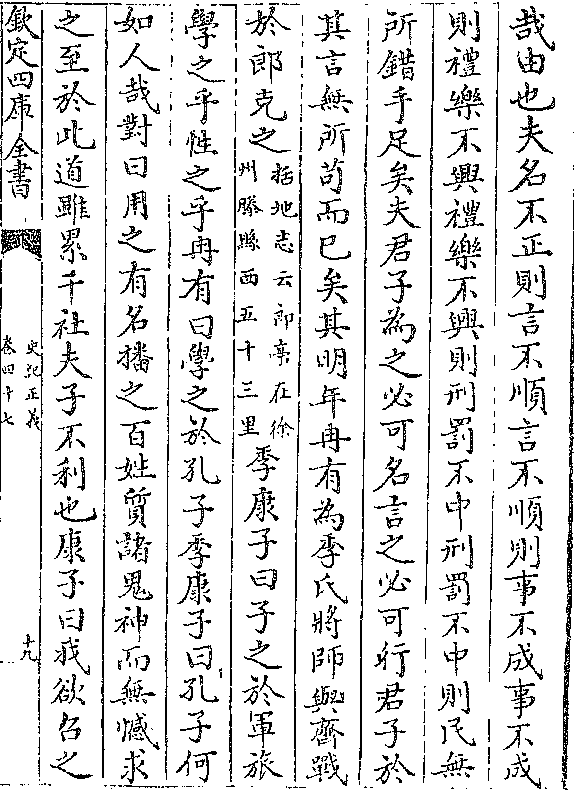 哉由也夫名不正則言不順言不順則事不成事不成
則禮樂不興禮樂不興則刑罰不中刑罰不中則民無
所錯手足矣夫君子為之必可名言之必可行君子於
其言無所苟而已矣其明年冉有為季氏將師與齊戰
於郎克之
括地志云郎亭在徐
州滕縣西五十三里
季康子曰子之於軍旅
學之乎性之乎冉有曰學之於孔子季康子曰孔子何
如人哉對曰用之有名播之百姓質諸鬼神而無憾求
之至於此道雖累千社夫子不利也康子曰我欲召之
欽定四庫全書
史記正義
卷四十七
十九